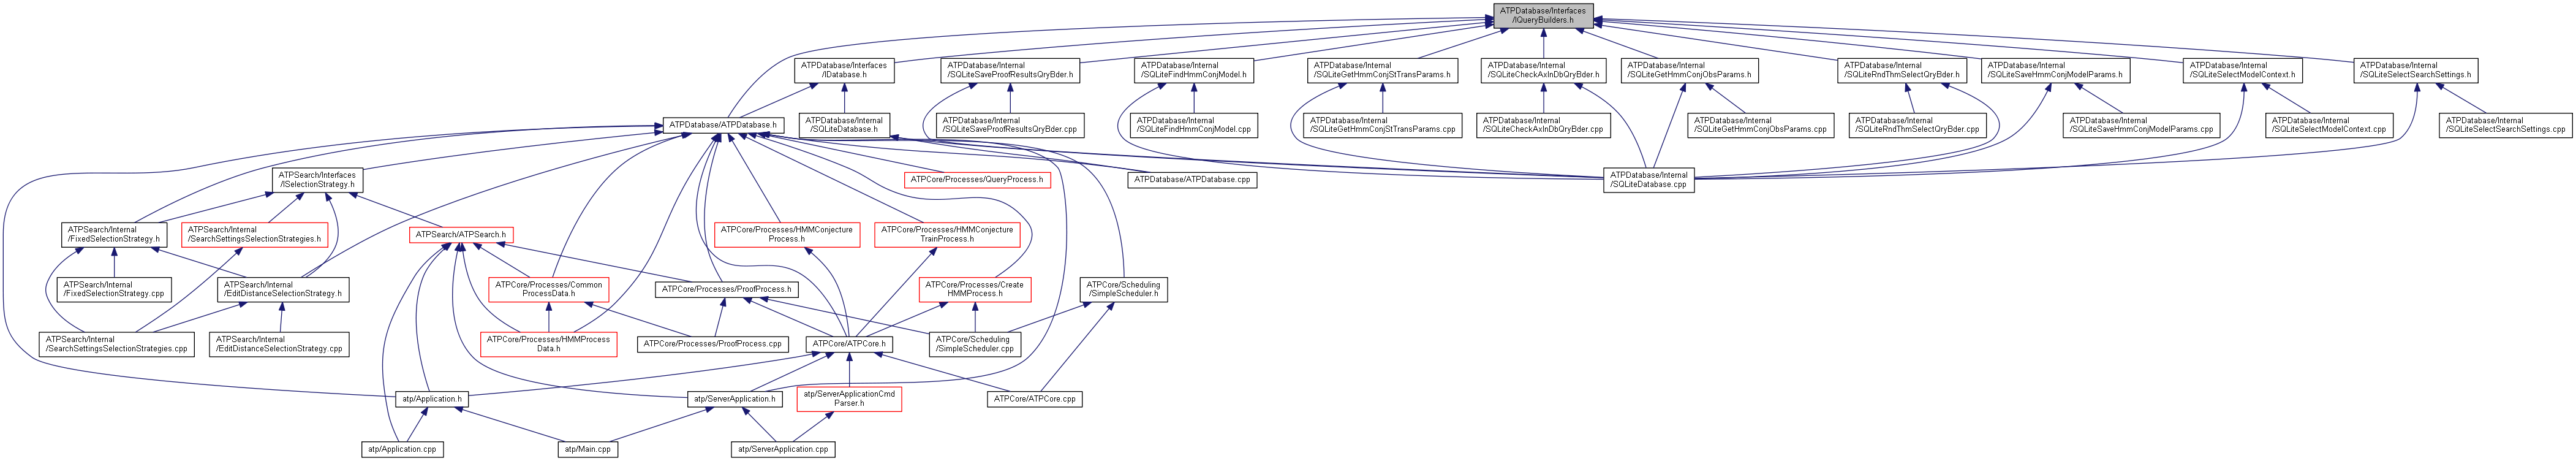 ATPDatabase/Interfaces
/IQueryBuilders.h
ATPDatabase/Interfaces
/IDatabase.h
ATPDatabase/Internal
/SQLiteSaveProofResultsQryBder.h
ATPDatabase/Internal
/SQLiteFindHmmConjModel.h
ATPDatabase/Internal
/SQLiteGetHmmConjStTransParams.h
ATPDatabase/Internal
/SQLiteCheckAxInDbQryBder.h
ATPDatabase/Internal
/SQLiteGetHmmConjObsParams.h
ATPDatabase/Internal
/SQLiteRndThmSelectQryBder.h
ATPDatabase/Internal
/SQLiteSaveHmmConjModelParams.h
ATPDatabase/Internal
/SQLiteSelectModelContext.h
ATPDatabase/Internal
/SQLiteSelectSearchSettings.h
ATPDatabase/ATPDatabase.h
ATPDatabase/Internal
/SQLiteDatabase.h
ATPDatabase/Internal
/SQLiteSaveProofResultsQryBder.cpp
ATPDatabase/Internal
/SQLiteFindHmmConjModel.cpp
ATPDatabase/Internal
/SQLiteGetHmmConjStTransParams.cpp
ATPDatabase/Internal
/SQLiteCheckAxInDbQryBder.cpp
ATPDatabase/Internal
/SQLiteGetHmmConjObsParams.cpp
ATPDatabase/Internal
/SQLiteRndThmSelectQryBder.cpp
ATPDatabase/Internal
/SQLiteSaveHmmConjModelParams.cpp
ATPDatabase/Internal
/SQLiteSelectModelContext.cpp
ATPDatabase/Internal
/SQLiteSelectSearchSettings.cpp
ATPSearch/Interfaces
/ISelectionStrategy.h
ATPCore/Processes/QueryProcess.h
ATPDatabase/ATPDatabase.cpp
ATPDatabase/Internal
/SQLiteDatabase.cpp
ATPSearch/Internal
/FixedSelectionStrategy.h
ATPSearch/Internal
/SearchSettingsSelectionStrategies.h
ATPSearch/ATPSearch.h
ATPCore/Processes/HMMConjecture
Process.h
ATPCore/Processes/HMMConjecture
TrainProcess.h
ATPSearch/Internal
/FixedSelectionStrategy.cpp
ATPSearch/Internal
/EditDistanceSelectionStrategy.h
ATPCore/Processes/Common
ProcessData.h
ATPCore/Processes/ProofProcess.h
ATPCore/Processes/Create
HMMProcess.h
ATPCore/Scheduling
/SimpleScheduler.h
ATPSearch/Internal
/SearchSettingsSelectionStrategies.cpp
ATPSearch/Internal
/EditDistanceSelectionStrategy.cpp
ATPCore/Processes/HMMProcess
Data.h
ATPCore/Processes/ProofProcess.cpp
ATPCore/ATPCore.h
ATPCore/Scheduling
/SimpleScheduler.cpp
atp/Application.h
atp/ServerApplication.h
atp/ServerApplicationCmd
Parser.h
ATPCore/ATPCore.cpp
atp/Application.cpp
atp/Main.cpp
atp/ServerApplication.cpp